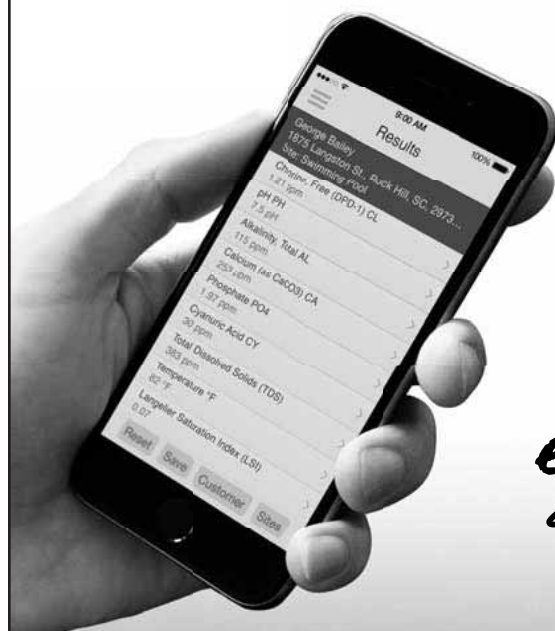 9:00 AM
100%
Results
George Bailey
1875 Langston St., Rock Hill, SC, 2973...
Site: Swimming Pool
Chlorine, Free (DPD-1) CL
1.21 ppm
pH PH
7.5 pH
Alkalinity, Total AL
115 ppm
Calcium (as CaCO3) CA
ppm
Phosphate PO4
1.97 ppm
Cyanuric Acid CY
30 ppm
Total Dissolved Solids (TDS)
383 ppm
Temperature °F
82 °F
Langelier Saturation Index (LSI)
0.07
Reset Save Customer Sites